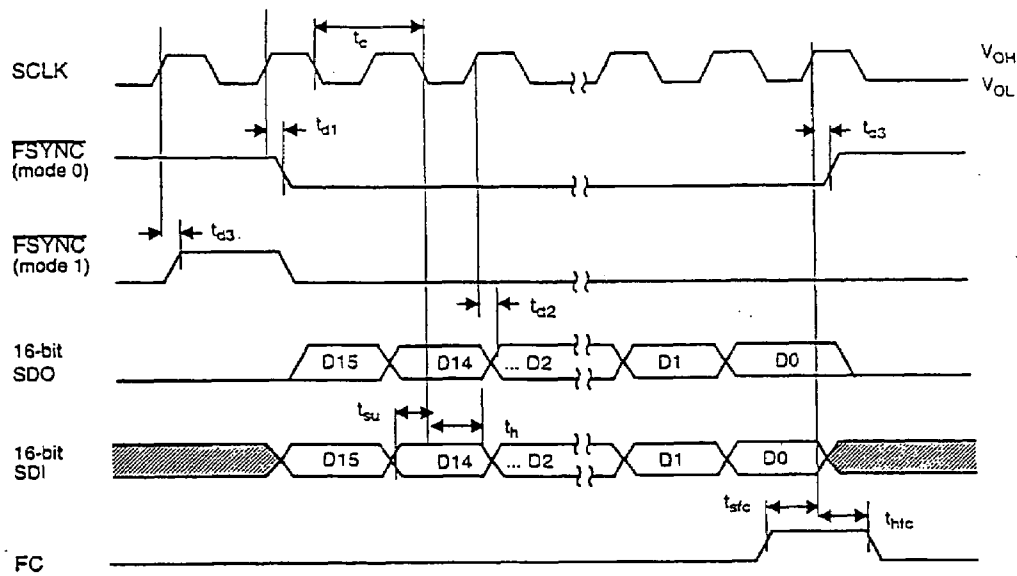 t_c
SCLK
V_OH
V_OL
t_d1
t_d3
FSYNC
(mode 0)
t_d3.
FSYNC
(mode 1)
t_d2
16-bit
SDO
D15
D14
... D2
D1
D0
t_su
t_h
16-bit
SDI
D15
D14
... D2
D1
D0
t_sfc
t_hfc
FC